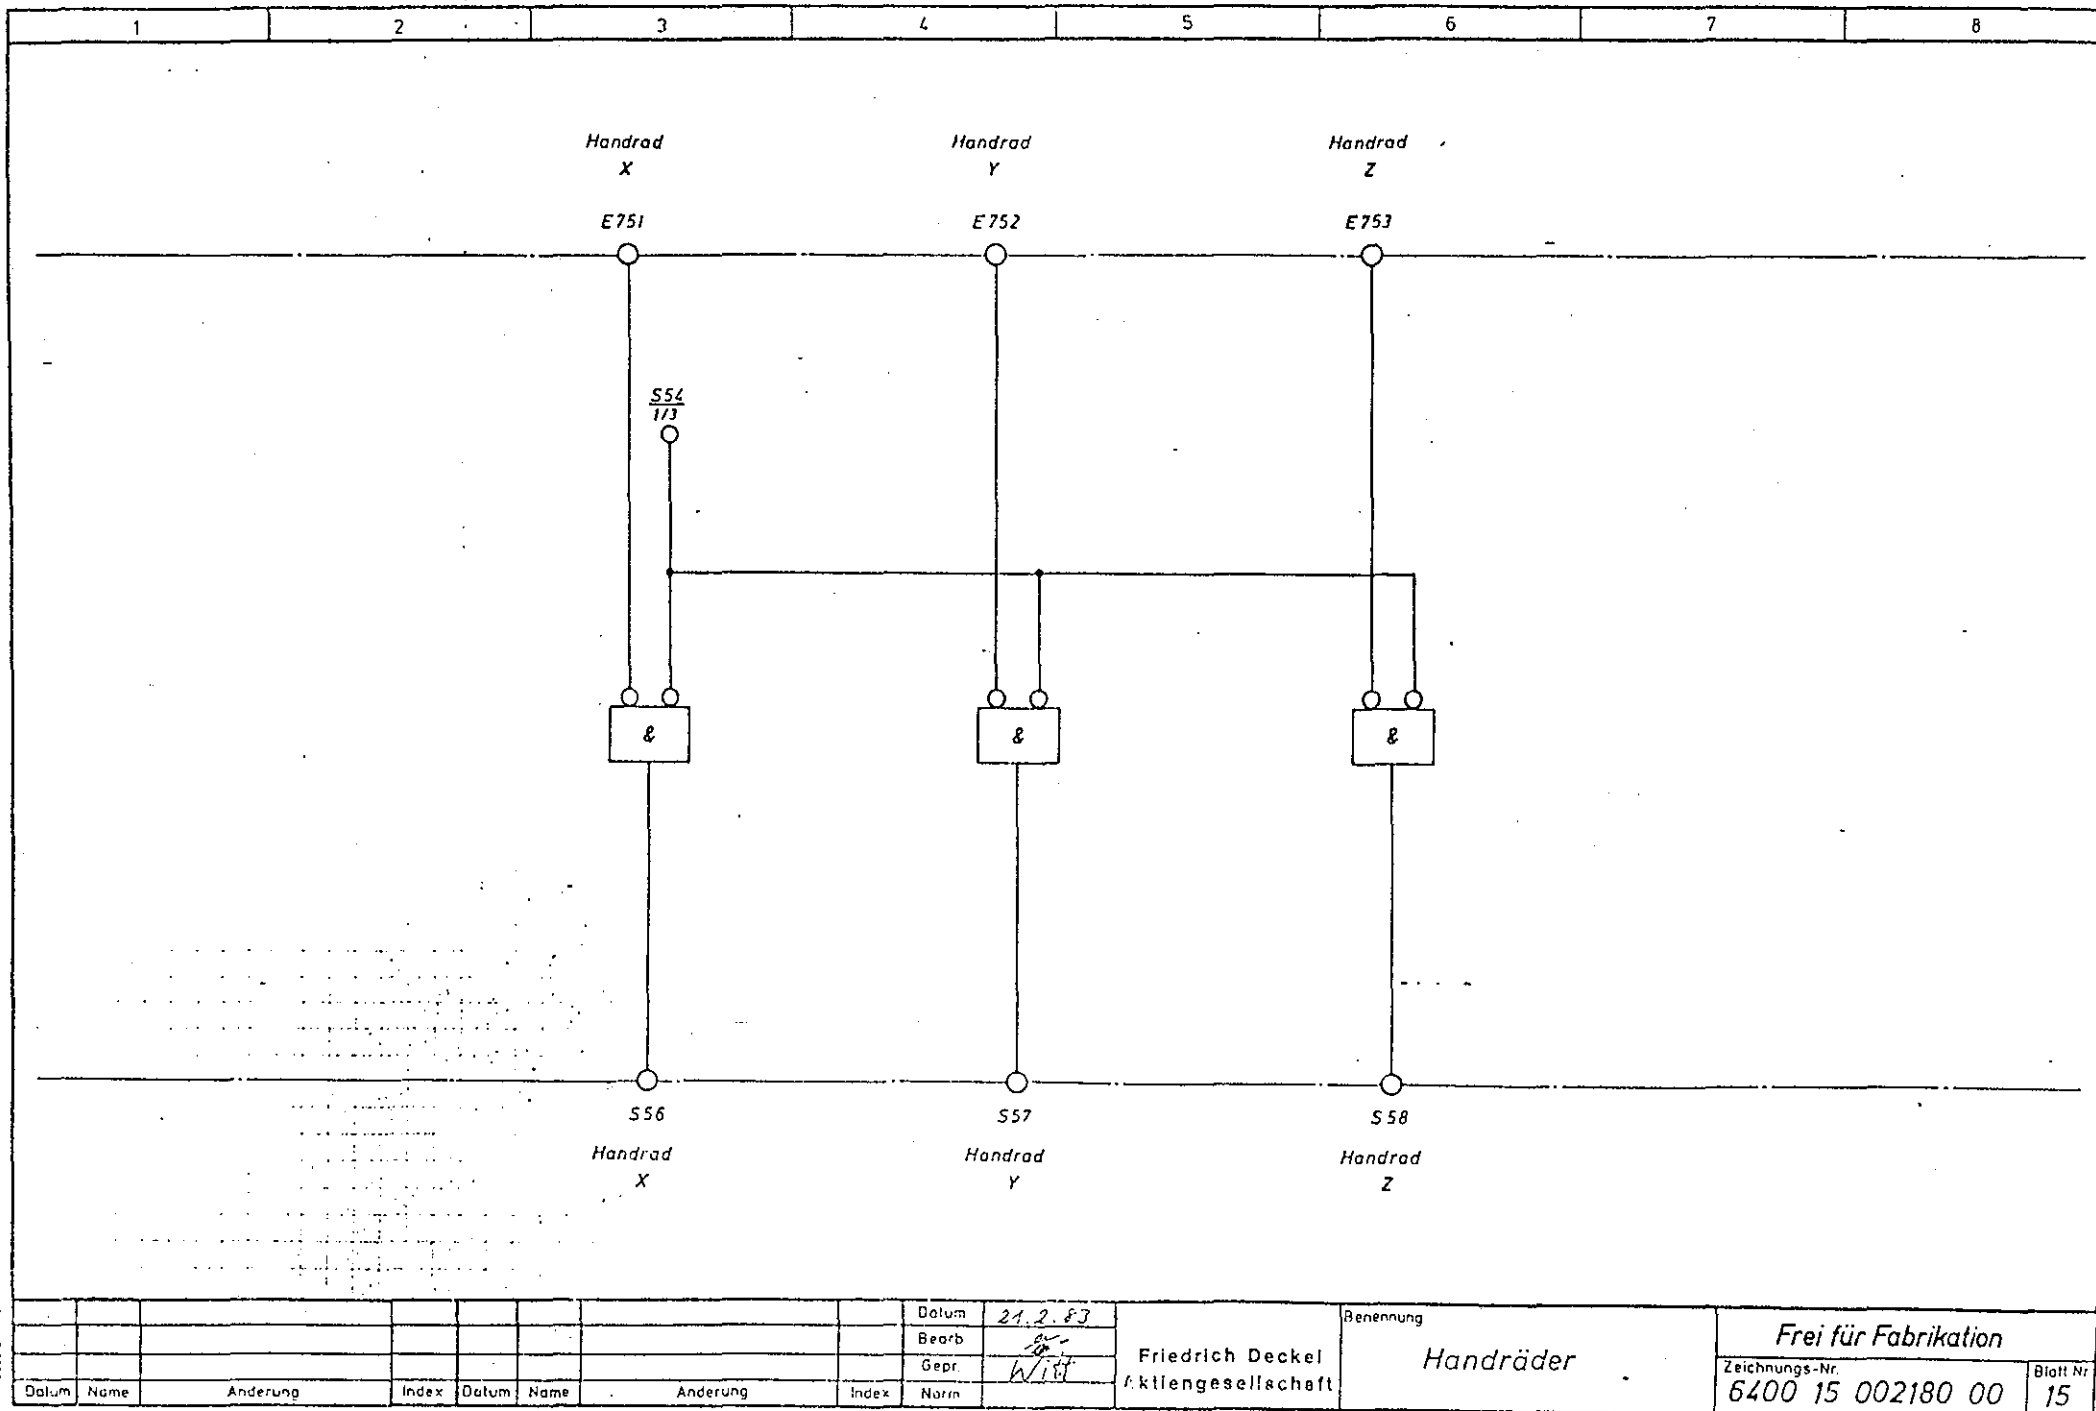 1 2 3 4 5 6 7 8
Handrad Handrad Handrad
X Y Z
E751 E752 E753
S54
1/3
& & &
S56 S57 S58
Handrad Handrad Handrad
X Y Z
Datum 21.2.83
Bearb
Gepr. Witt
Norm
Datum Name Änderung Index Datum Name Änderung Index
Friedrich Deckel
Aktiengesellschaft
Benennung
Handräder
Frei für Fabrikation
Zeichnungs-Nr.
6400 15 002180 00
Blatt Nr
15